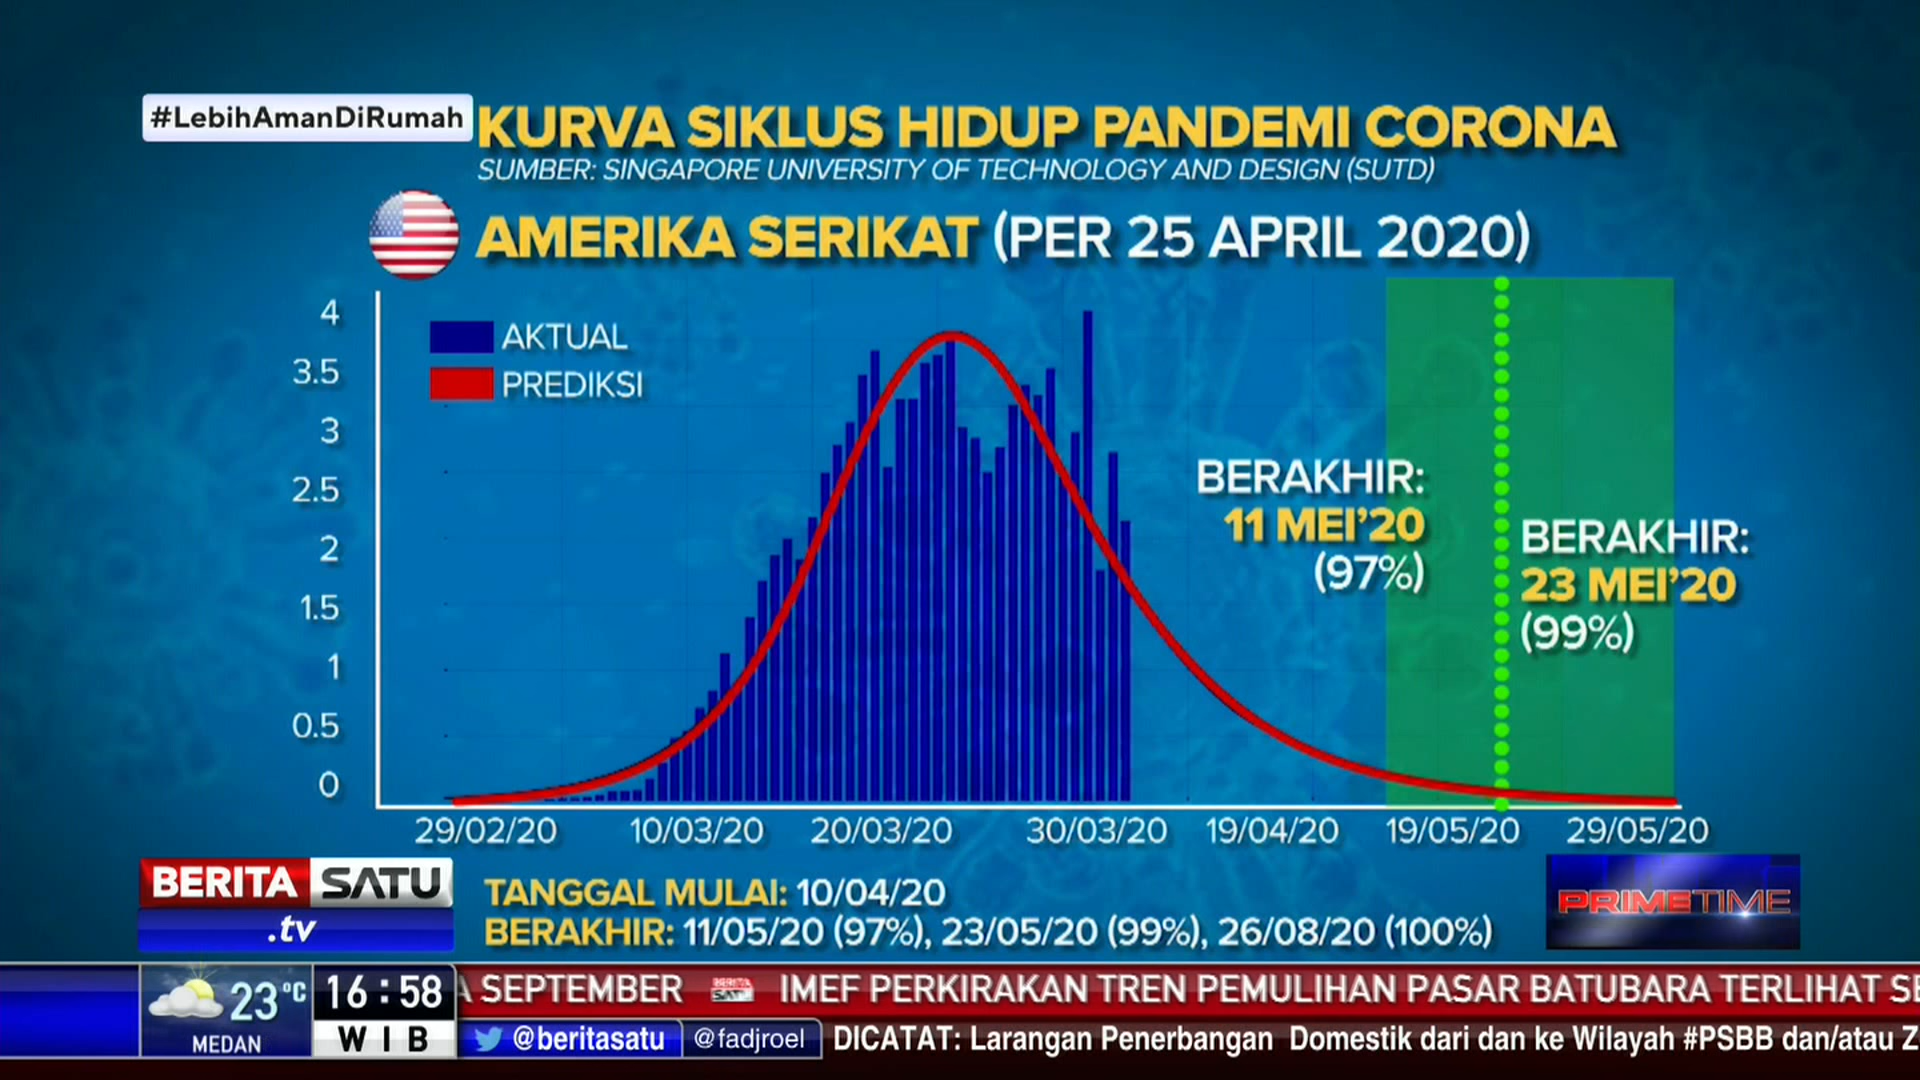 #LebihAmanDiRumah
KURVA SIKLUS HIDUP PANDEMI CORONA
SUMBER: SINGAPORE UNIVERSITY OF TECHNOLOGY AND DESIGN (SUTD)
AMERIKA SERIKAT (PER 25 APRIL 2020)
4
3.5
3
2.5
2
1.5
1
0.5
0
AKTUAL
PREDIKSI
BERAKHIR:
11 MEI'20
(97%)
BERAKHIR:
23 MEI'20
(99%)
29/02/20 10/03/20 20/03/20 30/03/20 19/04/20 19/05/20 29/05/20
TANGGAL MULAI: 10/04/20
BERAKHIR: 11/05/20 (97%), 23/05/20 (99%), 26/08/20 (100%)
BERITA SATU
.tv
PRIMETIME
23°C
MEDAN
16:58
WIB
A SEPTEMBER BERITA SATU IMEF PERKIRAKAN TREN PEMULIHAN PASAR BATUBARA TERLIHAT SE
@beritasatu @fadjroel DICATAT: Larangan Penerbangan Domestik dari dan ke Wilayah #PSBB dan/atau Z